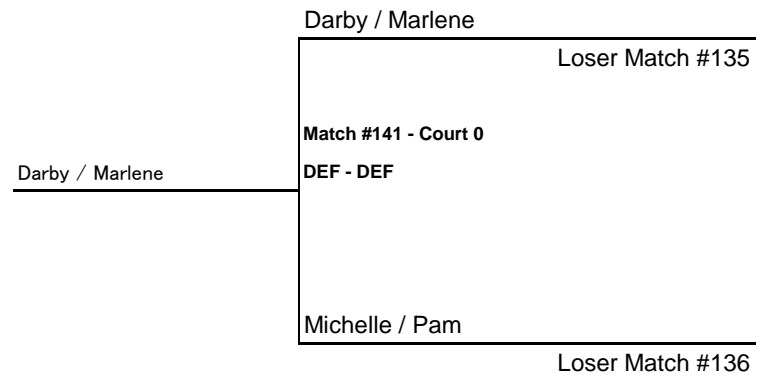 Darby / Marlene
Loser Match #135
Match #141 - Court 0
Darby / Marlene
DEF - DEF
Michelle / Pam
Loser Match #136